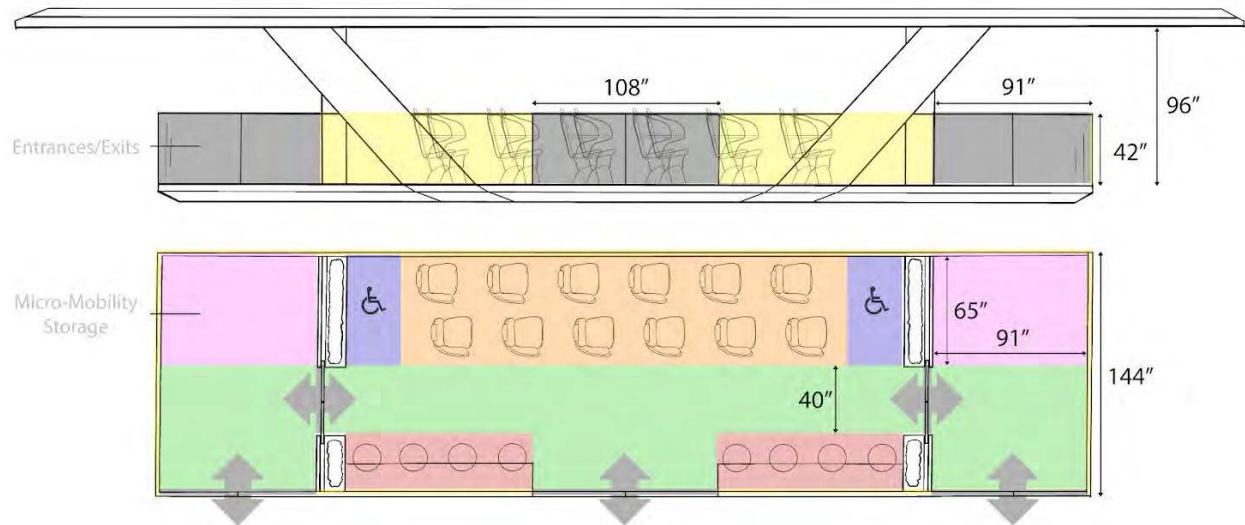 108”
91”
96”
Entrances/Exits
42”
Micro-Mobility
Storage
65”
91”
144”
40”